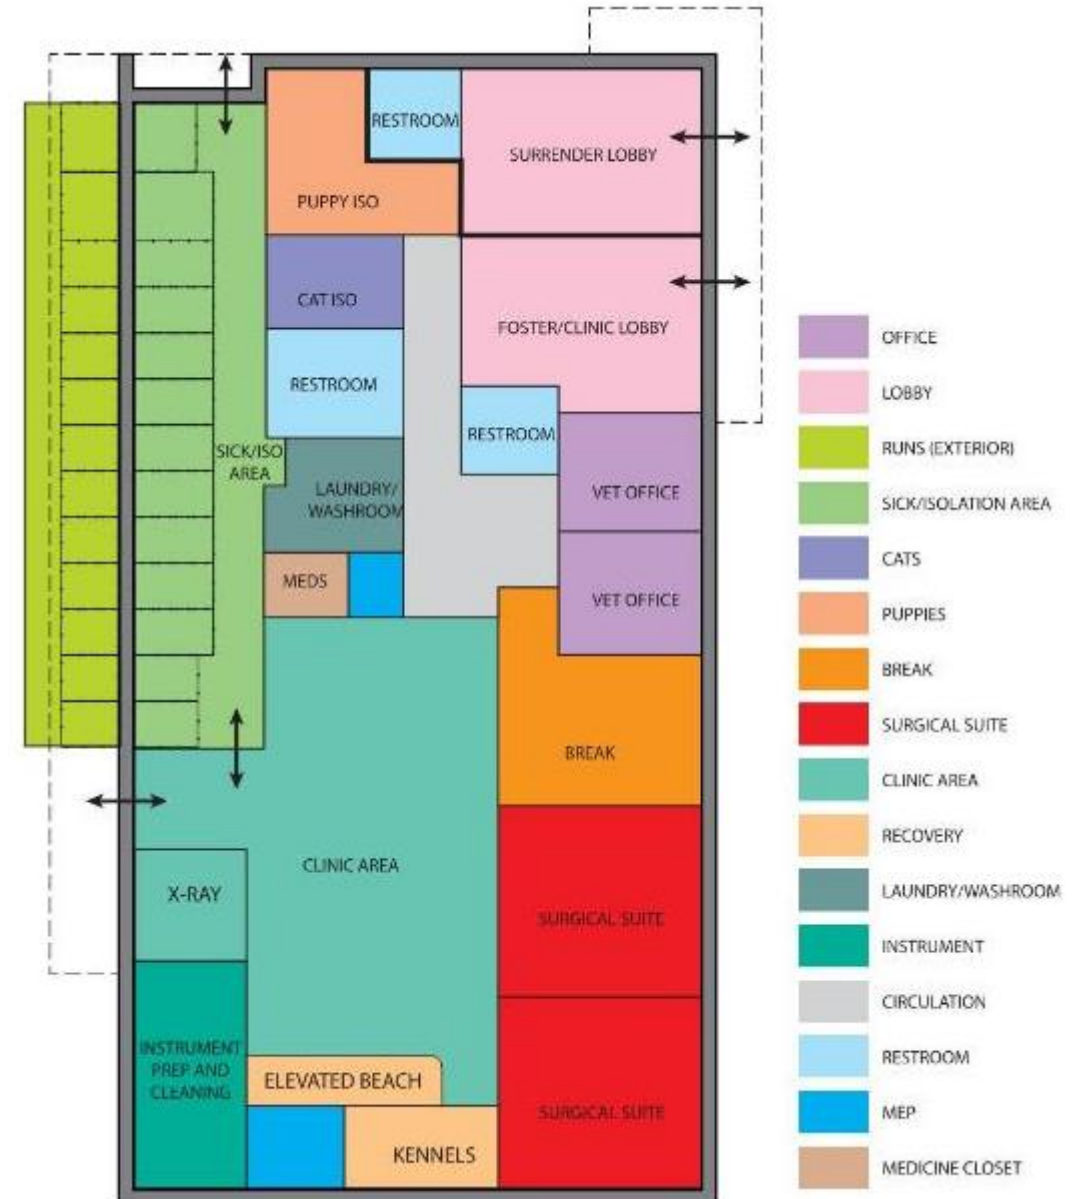 RESTROOM
SURRENDER LOBBY
PUPPY ISO
CAT ISO
FOSTER/CLINIC LOBBY
RESTROOM
RESTROOM
SICK/ISO
AREA
LAUNDRY/
WASHROOM
VET OFFICE
MEDS
VET OFFICE
BREAK
CLINIC AREA
X-RAY
SURGICAL SUITE
INSTRUMENT
PREP AND
CLEANING
ELEVATED BEACH
SURGICAL SUITE
KENNELS
OFFICE
LOBBY
RUNS (EXTERIOR)
SICK/ISOLATION AREA
CATS
PUPPIES
BREAK
SURGICAL SUITE
CLINIC AREA
RECOVERY
LAUNDRY/WASHROOM
INSTRUMENT
CIRCULATION
RESTROOM
MEP
MEDICINE CLOSET